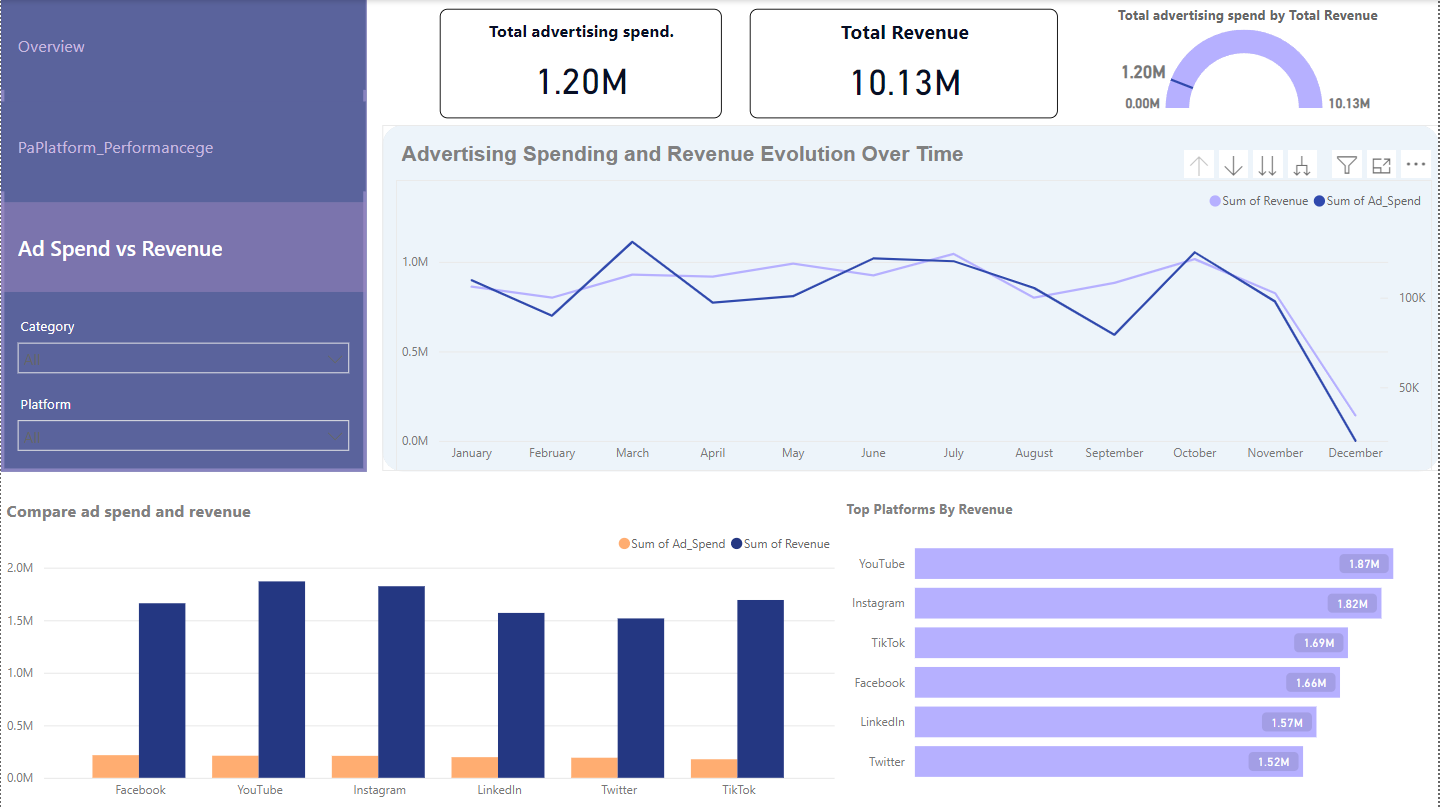 Overview
PaPlatform_Performancege
Ad Spend vs Revenue
Category
Platform
Total advertising spend.
1.20M
Total Revenue
10.13M
Total advertising spend by Total Revenue
1.20M
0.00M
10.13M
Advertising Spending and Revenue Evolution Over Time
Sum of Revenue Sum of Ad_Spend
1.0M
0.5M
0.0M
100K
50K
January February March April May June July August September October November December
Compare ad spend and revenue
Sum of Ad_Spend Sum of Revenue
2.0M
1.5M
1.0M
0.5M
0.0M
Facebook YouTube Instagram LinkedIn Twitter TikTok
Top Platforms By Revenue
YouTube 1.87M
Instagram 1.82M
TikTok 1.69M
Facebook 1.66M
LinkedIn 1.57M
Twitter 1.52M